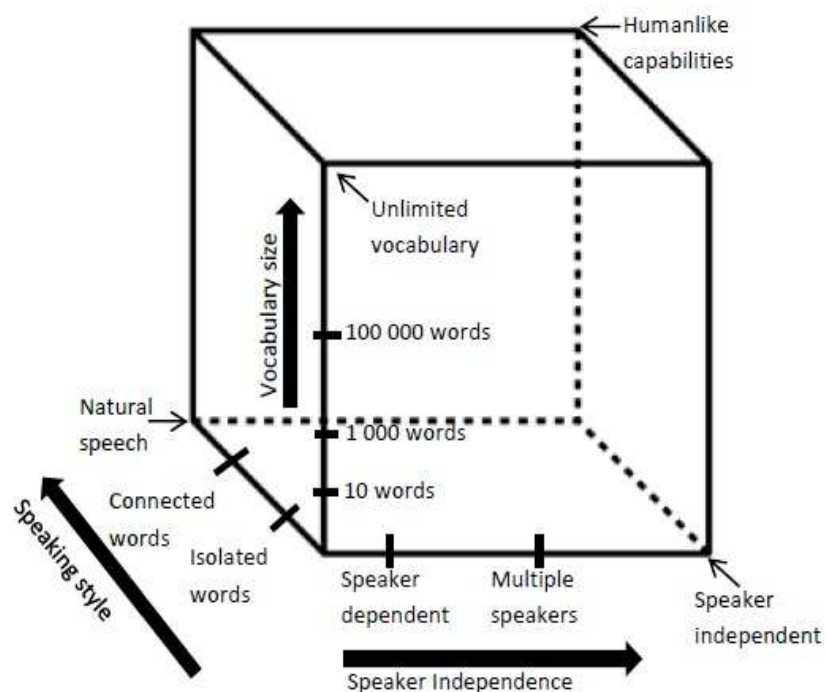 Humanlike
capabilities
Unlimited
vocabulary
Vocabulary size
100 000 words
Natural
speech
1 000 words
10 words
Connected
words
Isolated
words
Speaking style
Speaker
dependent
Multiple
speakers
Speaker
independent
Speaker Independence